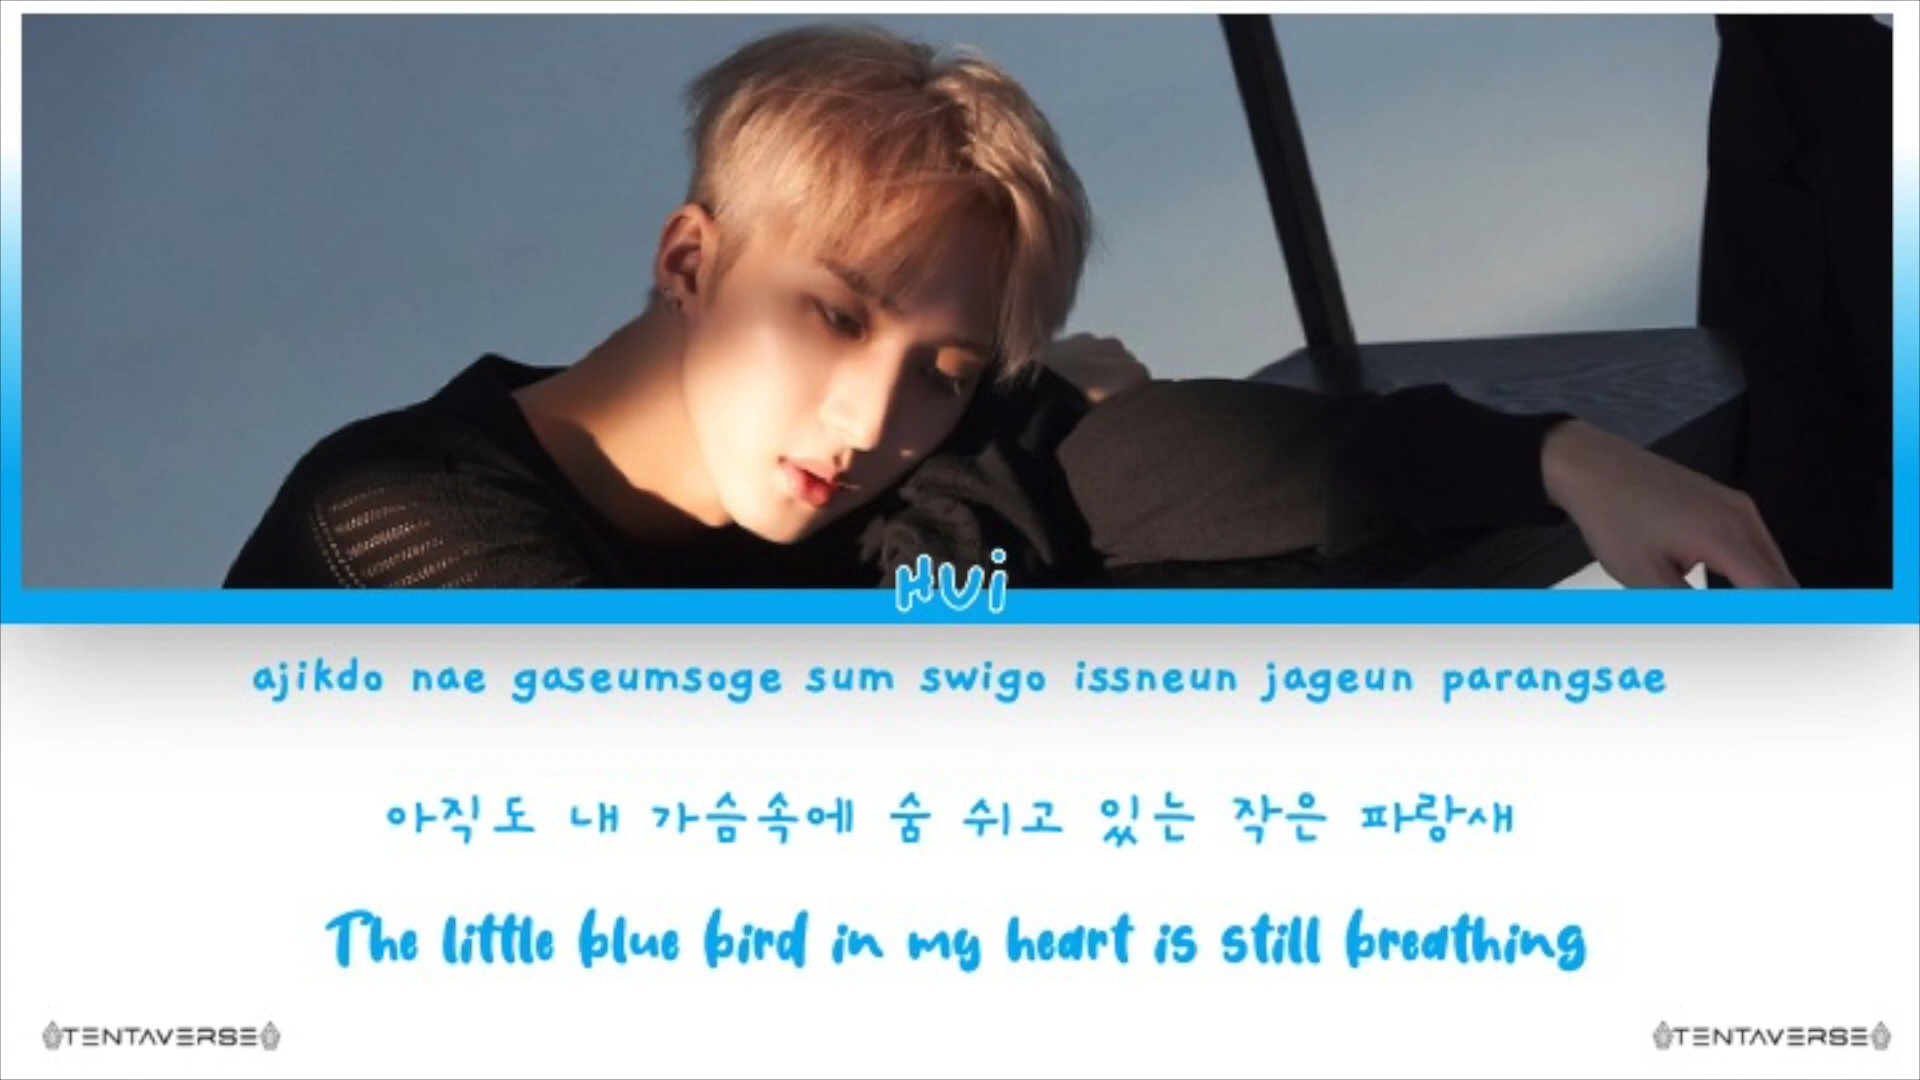 HUi
ajikdo nae gaseumsoge sum swigo issneun jageun parangsae
아직도 내 가슴속에 숨 쉬고 있는 작은 파랑새
The little blue bird in my heart is still breathing
TENTAVERSE
TENTAVERSE